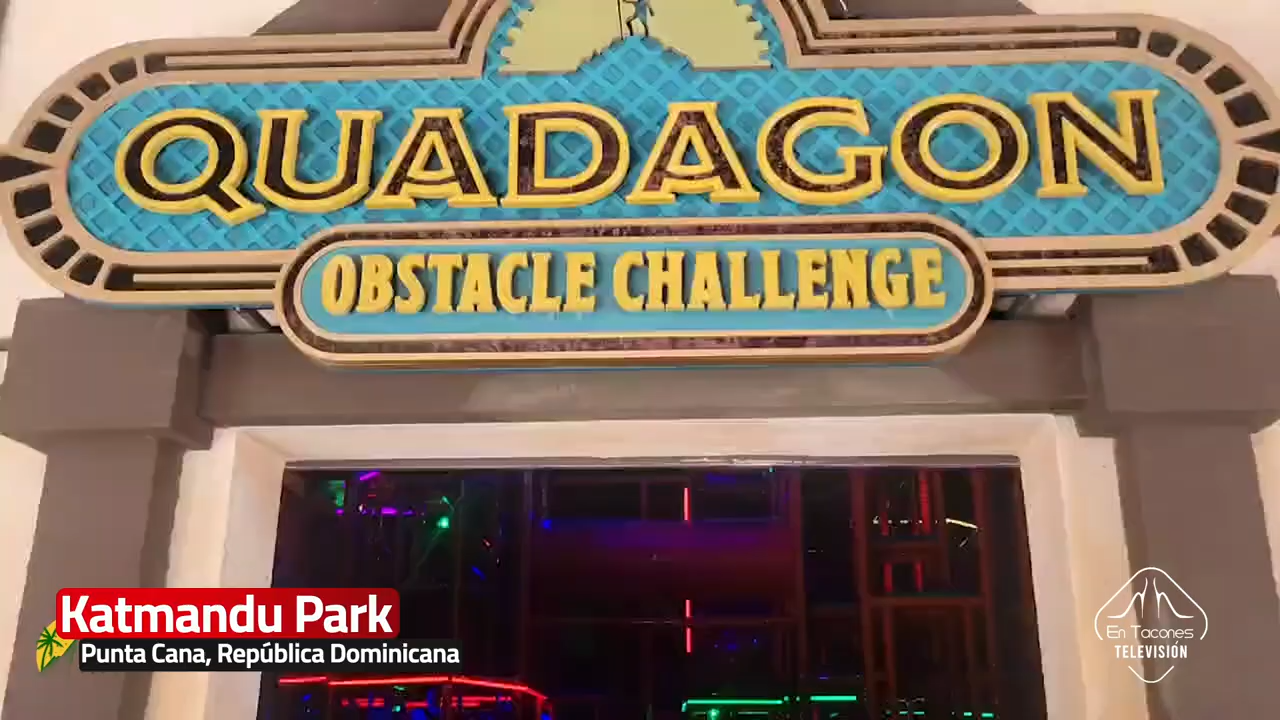 QUADAGON
OBSTACLE CHALLENGE
Katmandu Park
Punta Cana, República Dominicana
En Tacones
TELEVISIÓN